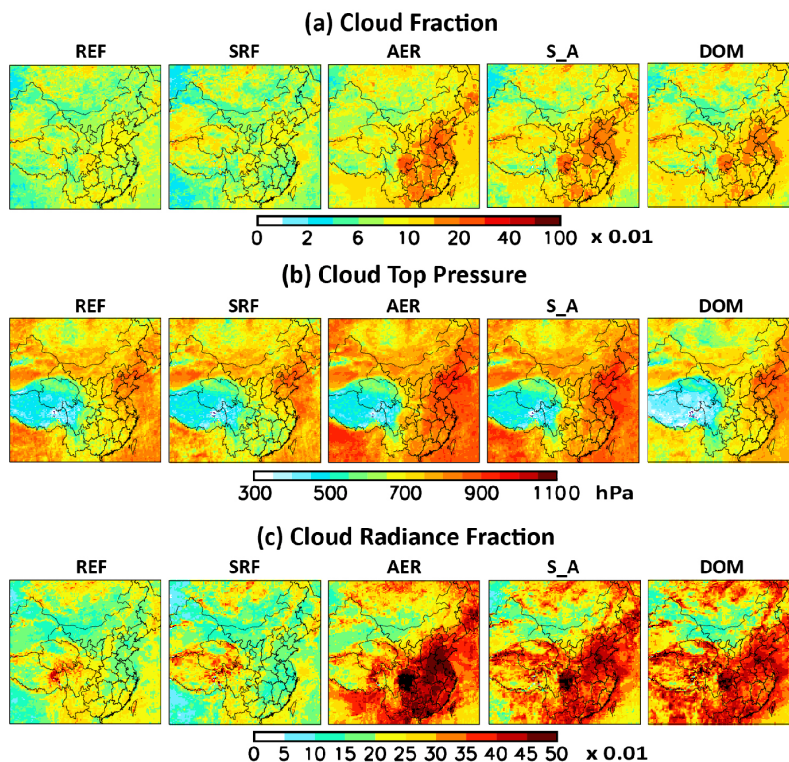 (a) Cloud Fraction
REF SRF AER S_A DOM
0 2 6 10 20 40 100 x 0.01
(b) Cloud Top Pressure
REF SRF AER S_A DOM
300 500 700 900 1100 hPa
(c) Cloud Radiance Fraction
REF SRF AER S_A DOM
0 5 10 15 20 25 30 35 40 45 50 x 0.01